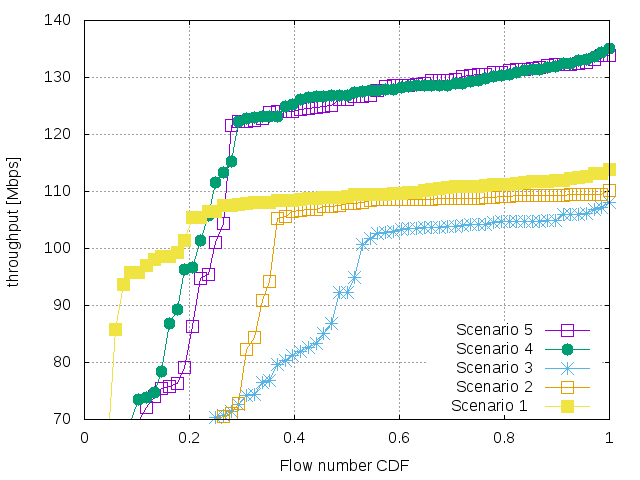 140
130
120
110
100
90
80
70
throughput [Mbps]
0
0.2
0.4
0.6
0.8
1
Flow number CDF
Scenario 5
Scenario 4
Scenario 3
Scenario 2
Scenario 1